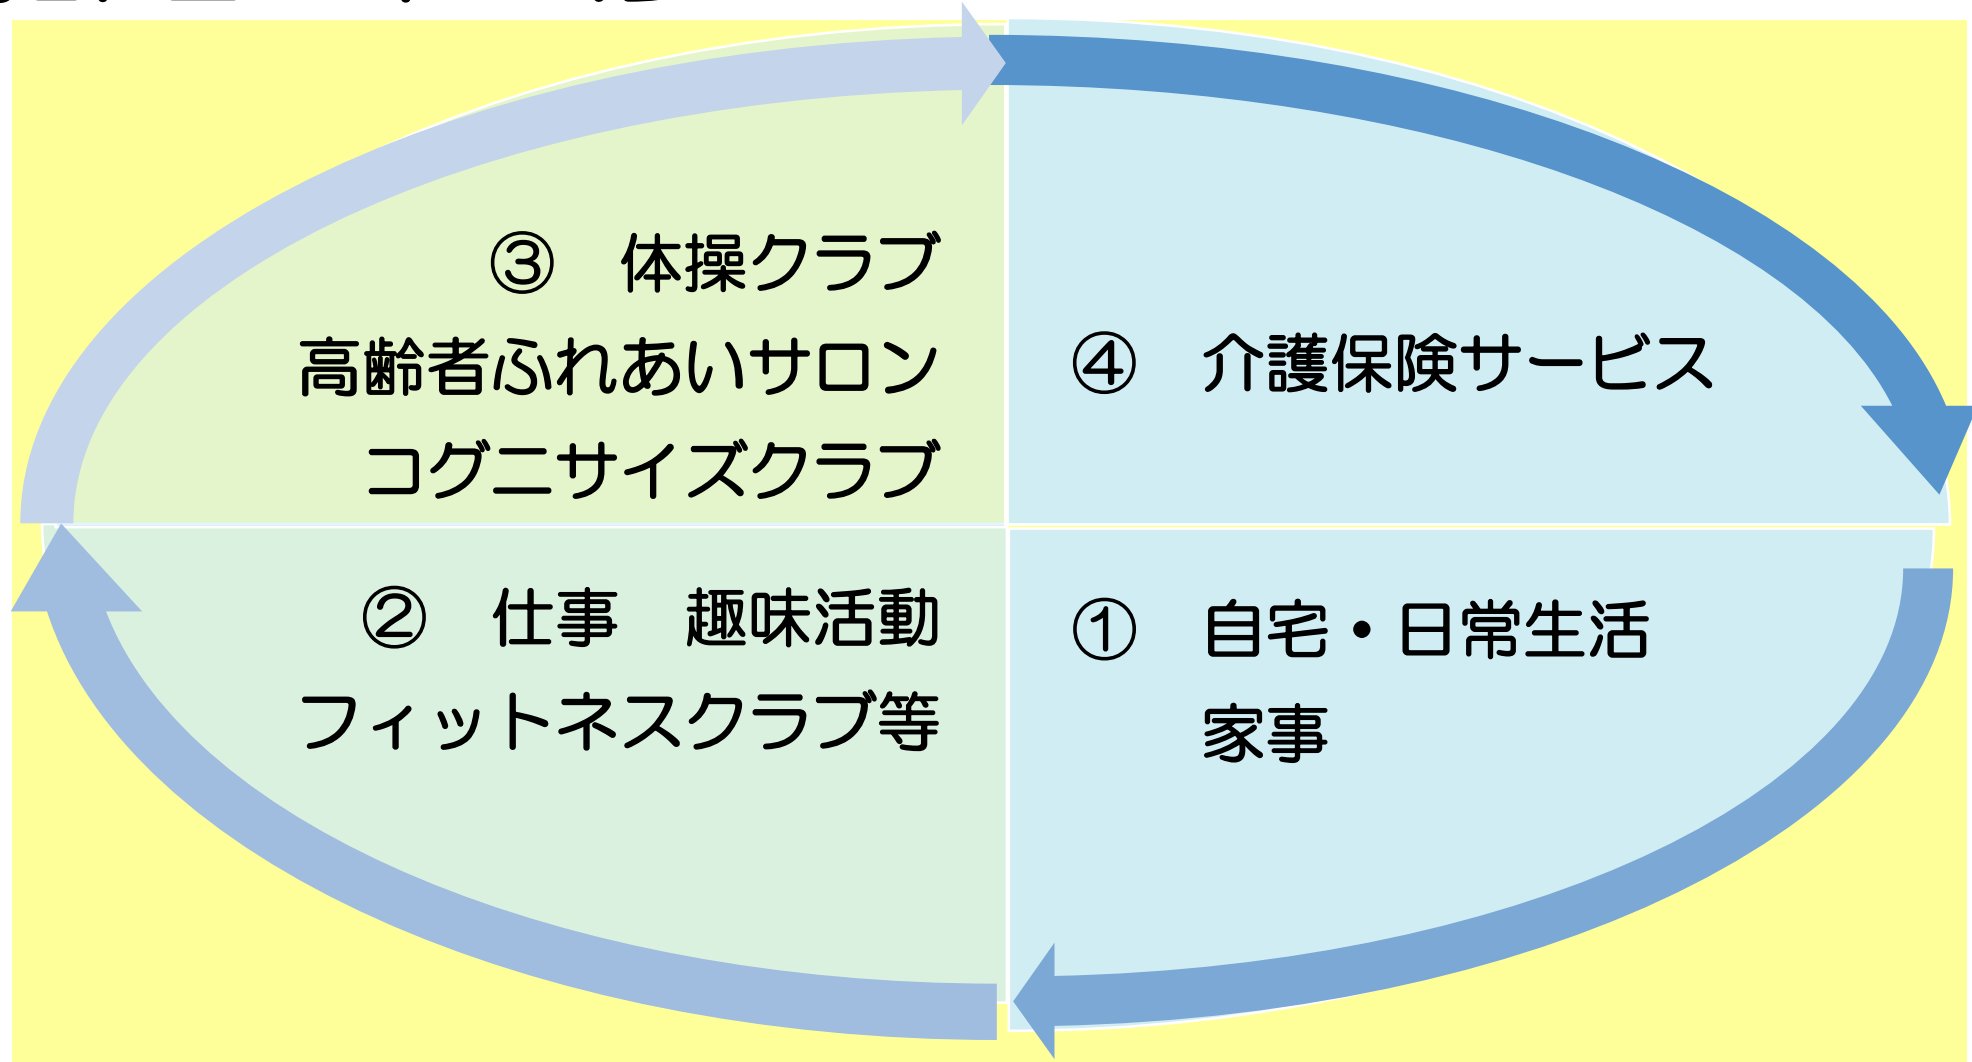 ③　体操クラブ
高齢者ふれあいサロン
コグニサイズクラブ
④　介護保険サービス
②　仕事　趣味活動
フィットネスクラブ等
①　自宅・日常生活
家事